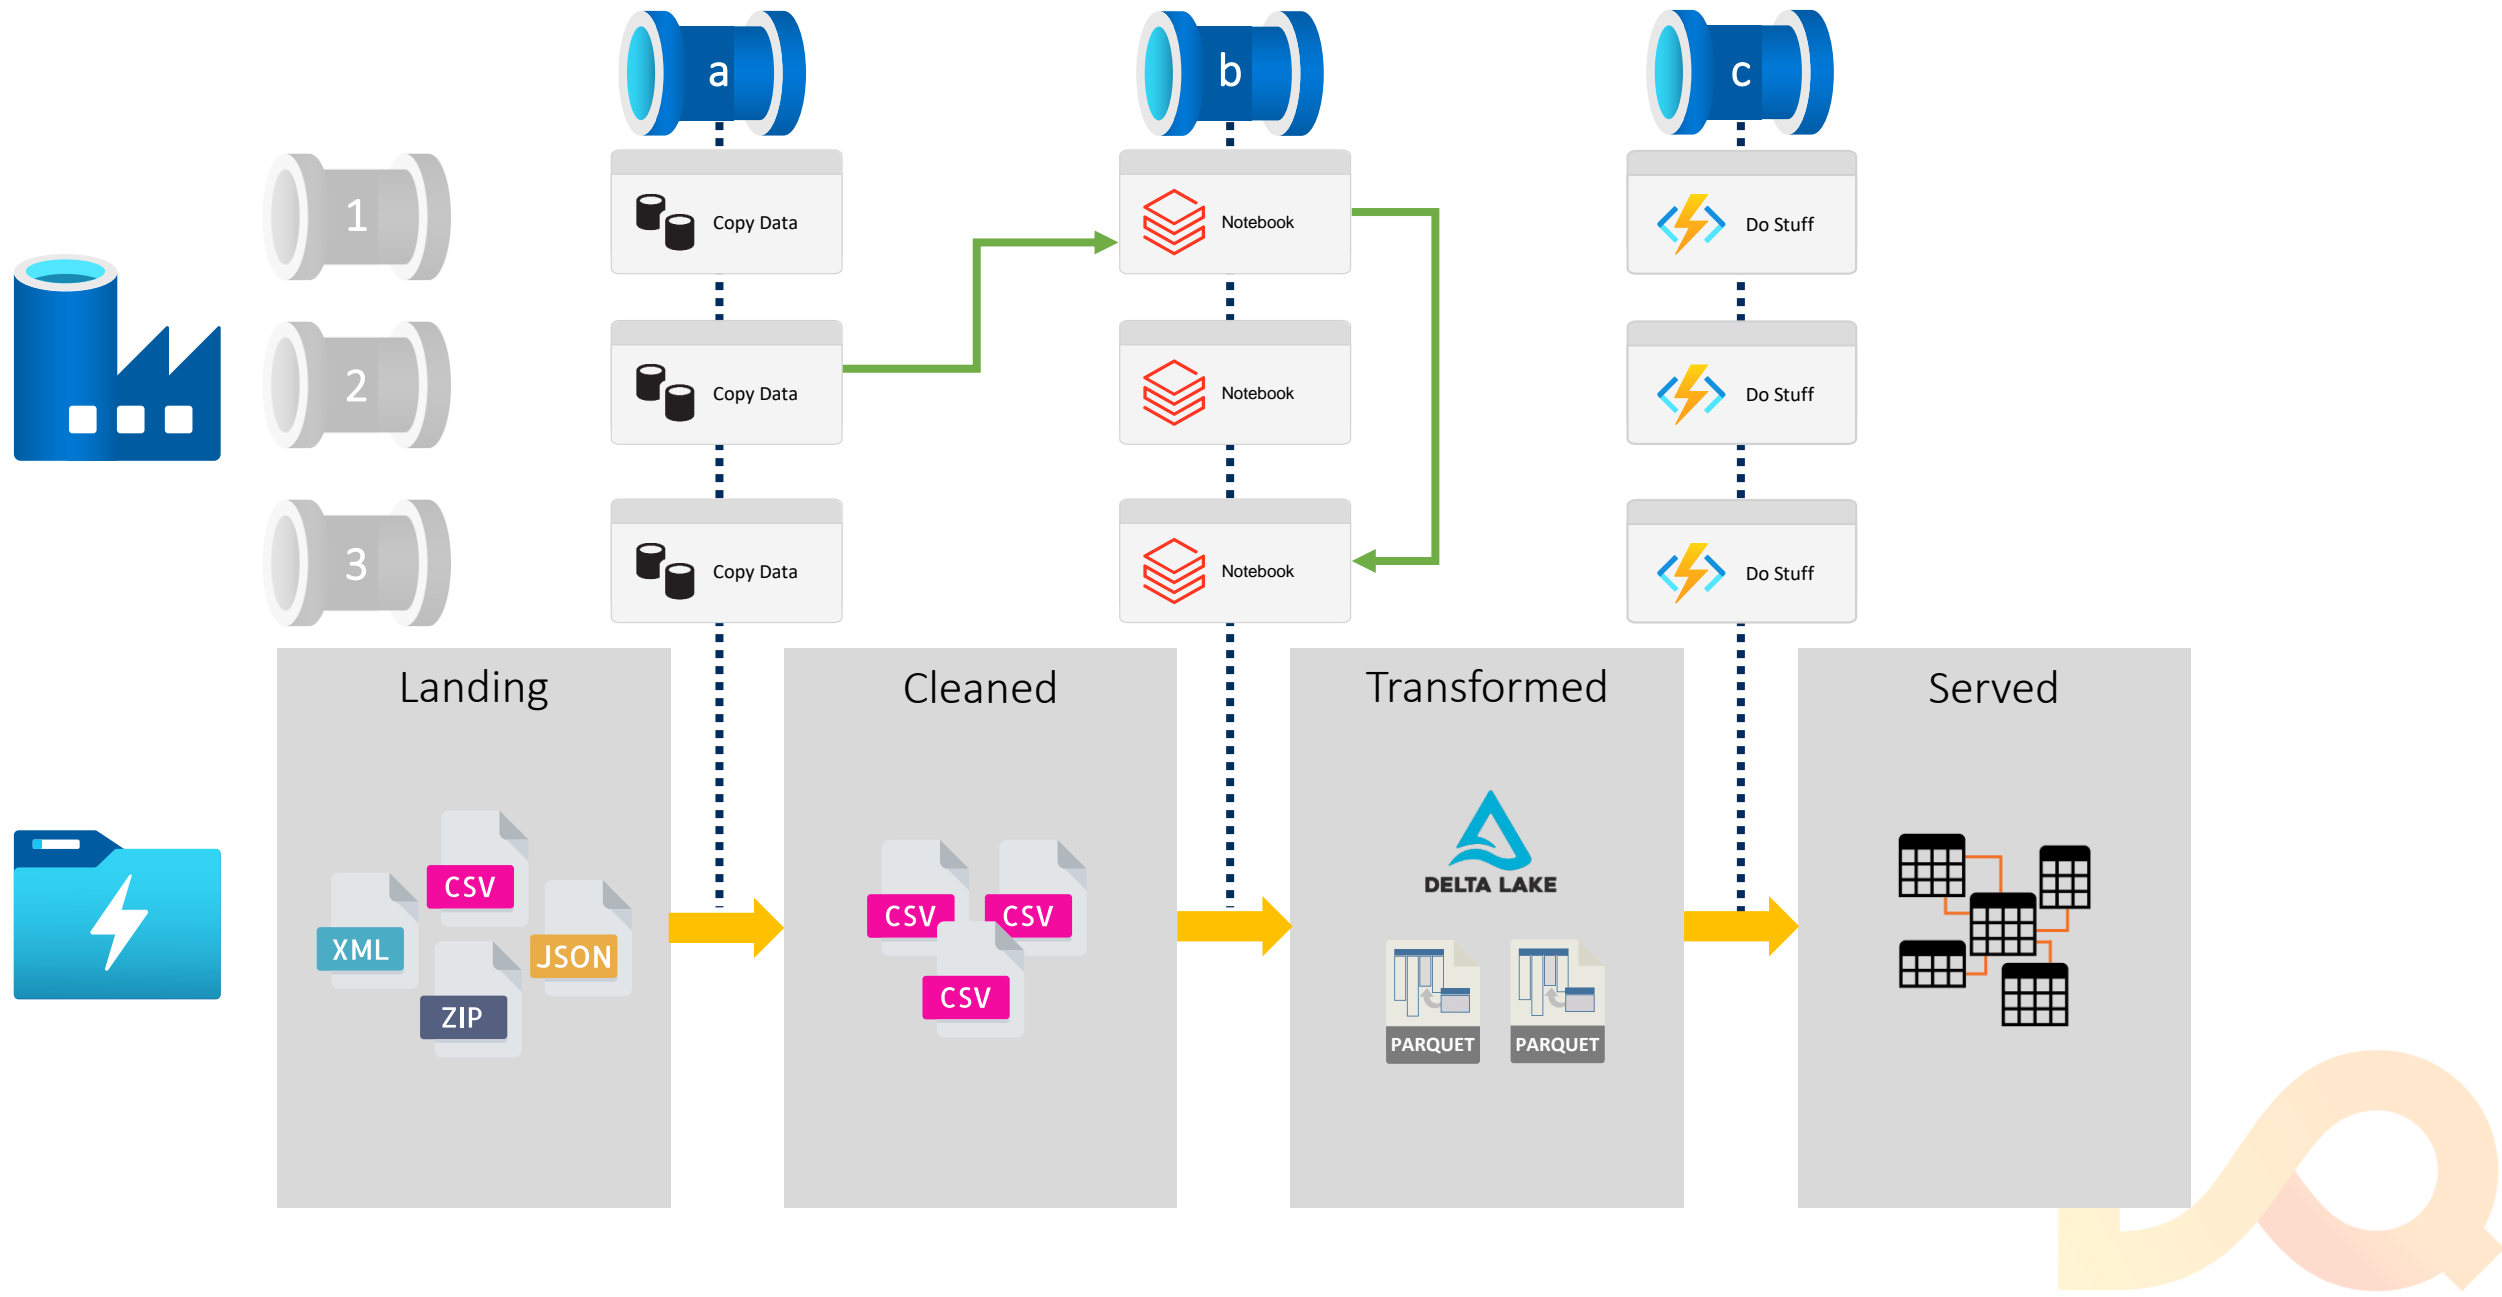 a
b
c
1
Copy Data
Notebook
Do Stuff
2
Copy Data
Notebook
Do Stuff
3
Copy Data
Notebook
Do Stuff
Landing
Cleaned
Transformed
Served
CSV
XML
JSON
ZIP
CSV
CSV
CSV
DELTA LAKE
PARQUET
PARQUET